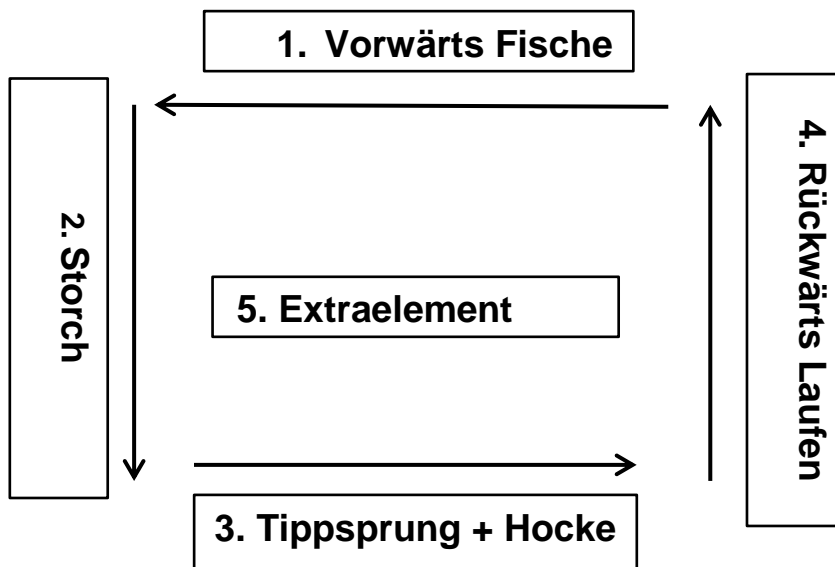 1. Vorwärts Fische
2. Storch
3. Tippsprung + Hocke
4. Rückwärts Laufen
5. Extraelement